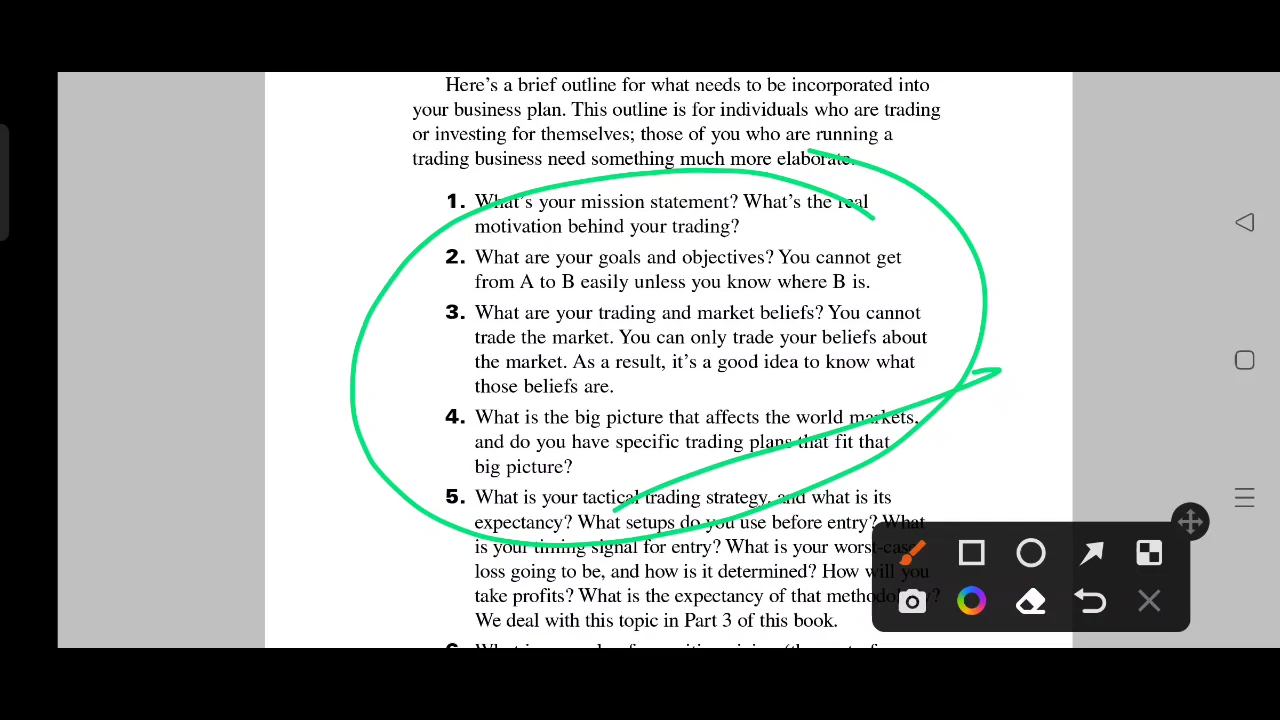 Here's a brief outline for what needs to be incorporated into
your business plan. This outline is for individuals who are trading
or investing for themselves; those of you who are running a
trading business need something much more elaborate.
1. What's your mission statement? What's the real
motivation behind your trading?
2. What are your goals and objectives? You cannot get
from A to B easily unless you know where B is.
3. What are your trading and market beliefs? You cannot
trade the market. You can only trade your beliefs about
the market. As a result, it's a good idea to know what
those beliefs are.
4. What is the big picture that affects the world markets,
and do you have specific trading plans that fit that
big picture?
5. What is your tactical trading strategy, and what is its
expectancy? What setups do you use before entry? What
is your timing signal for entry? What is your worst-case
loss going to be, and how is it determined? How will you
take profits? What is the expectancy of that methodology?
We deal with this topic in Part 3 of this book.